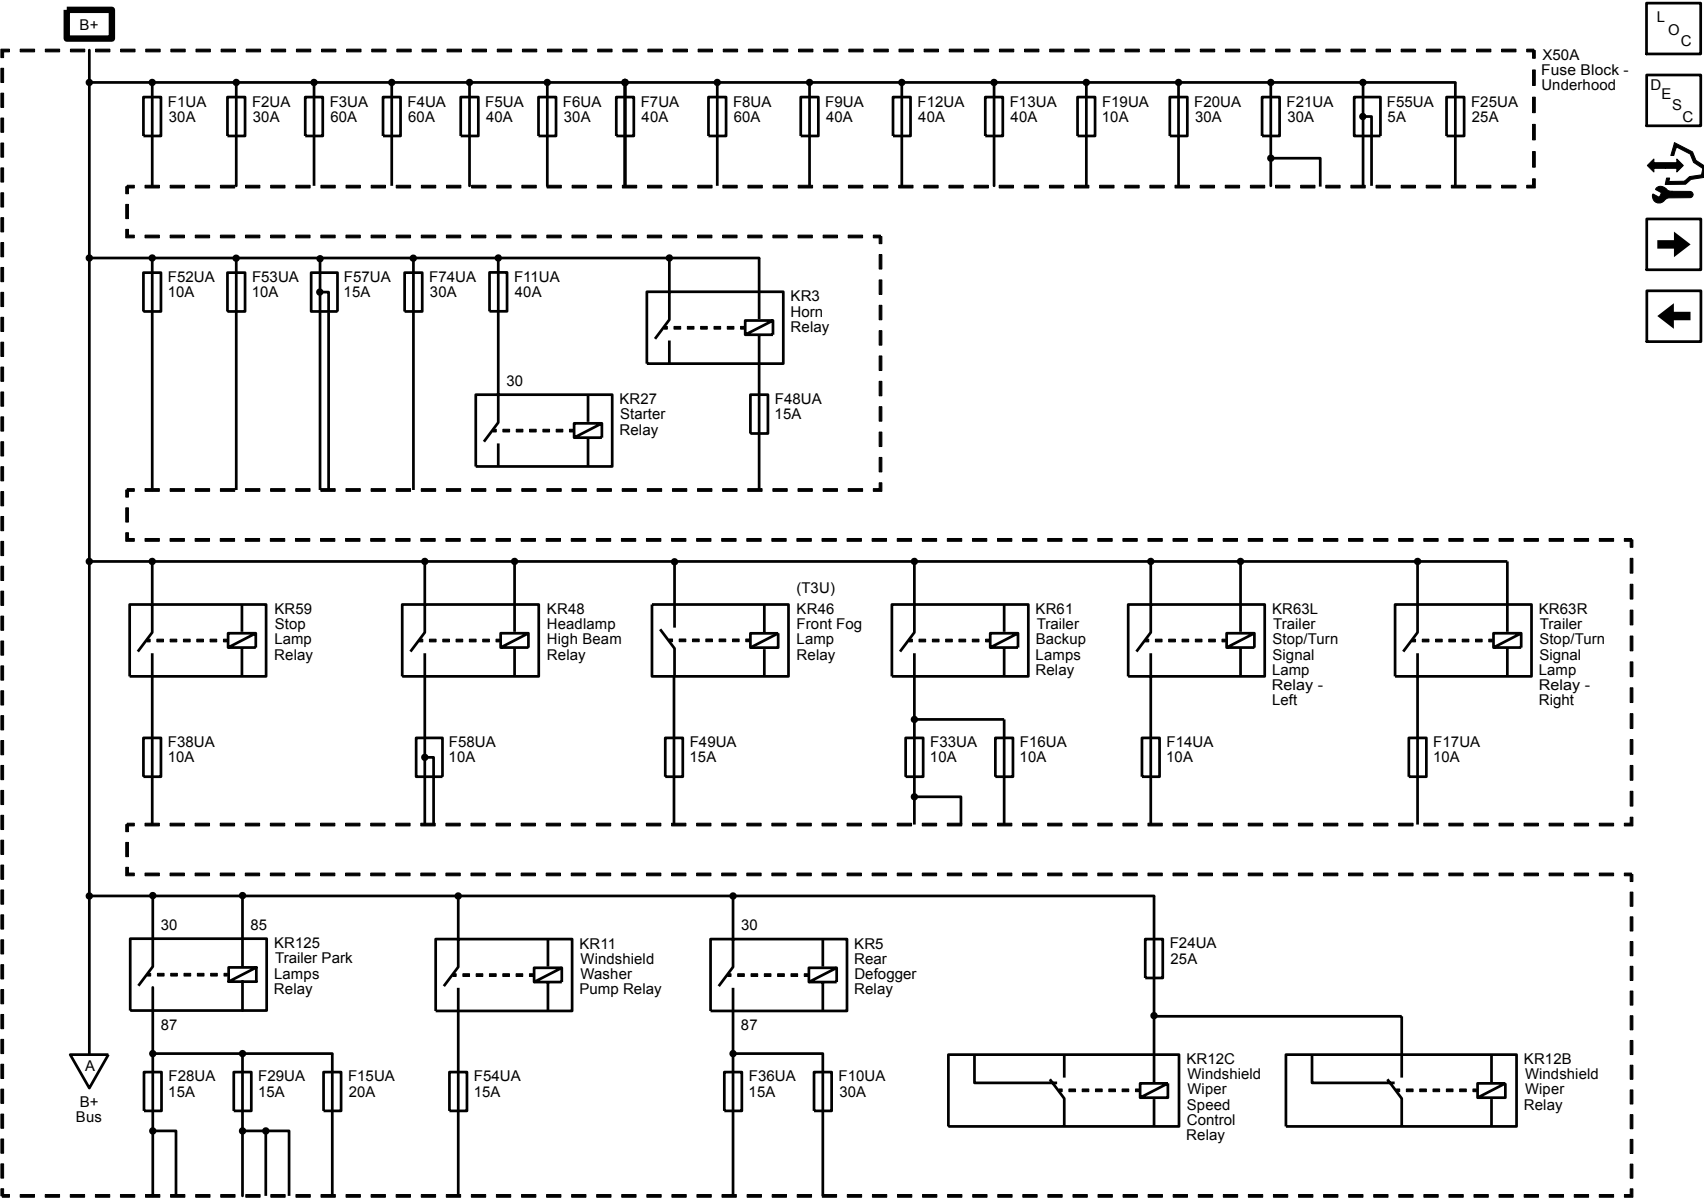 B+
L
O
C
X50A
Fuse Block -
Underhood
D
E
S
C
F1UA
30A
F2UA
30A
F3UA
60A
F4UA
60A
F5UA
40A
F6UA
30A
F7UA
40A
F8UA
60A
F9UA
40A
F12UA
40A
F13UA
40A
F19UA
10A
F20UA
30A
F21UA
30A
F55UA
5A
F25UA
25A
F52UA
10A
F53UA
10A
F57UA
15A
F74UA
30A
F11UA
40A
KR3
Horn
Relay
30
KR27
Starter
Relay
F48UA
15A
KR59
Stop
Lamp
Relay
KR48
Headlamp
High Beam
Relay
(T3U)
KR46
Front Fog
Lamp
Relay
KR61
Trailer
Backup
Lamps
Relay
KR63L
Trailer
Stop/Turn
Signal
Lamp
Relay -
Left
KR63R
Trailer
Stop/Turn
Signal
Lamp
Relay -
Right
F38UA
10A
F58UA
10A
F49UA
15A
F33UA
10A
F16UA
10A
F14UA
10A
F17UA
10A
30
85
KR125
Trailer Park
Lamps
Relay
87
KR11
Windshield
Washer
Pump Relay
30
KR5
Rear
Defogger
Relay
87
F24UA
25A
A
B+
Bus
F28UA
15A
F29UA
15A
F15UA
20A
F54UA
15A
F36UA
15A
F10UA
30A
KR12C
Windshield
Wiper
Speed
Control
Relay
KR12B
Windshield
Wiper
Relay